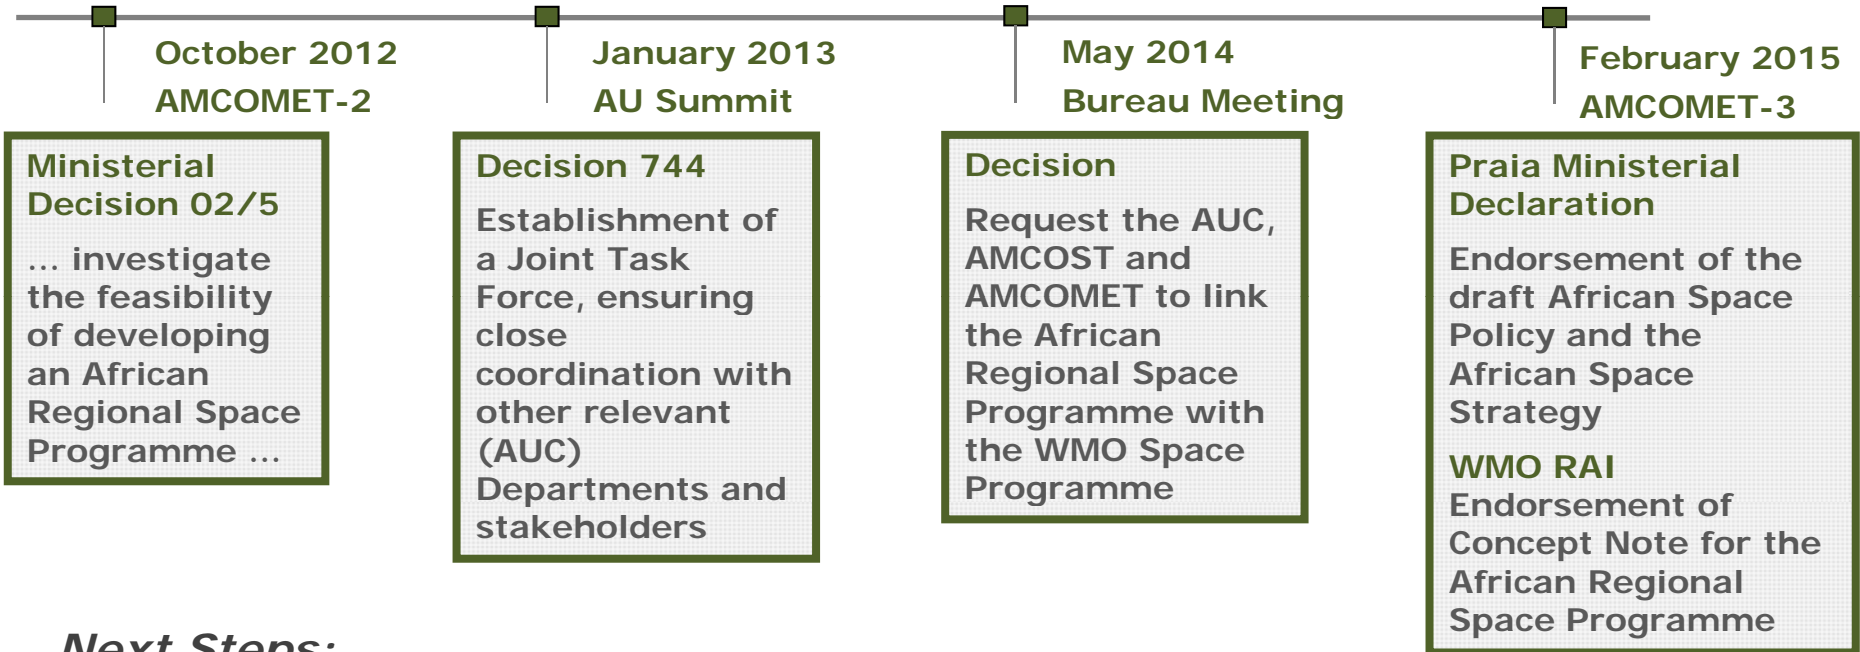 October 2012
AMCOMET-2
January 2013
AU Summit
May 2014
Bureau Meeting
February 2015
AMCOMET-3
Ministerial
Decision 02/5
... investigate
the feasibility
of developing
an African
Regional Space
Programme ...
Decision 744
Establishment of
a Joint Task
Force, ensuring
close
coordination with
other relevant
(AUC)
Departments and
stakeholders
Decision
Request the AUC,
AMCOST and
AMCOMET to link
the African
Regional Space
Programme with
the WMO Space
Programme
Praia Ministerial
Declaration
Endorsement of the
draft African Space
Policy and the
African Space
Strategy
WMO RAI
Endorsement of
Concept Note for the
African Regional
Space Programme
Next Steps: